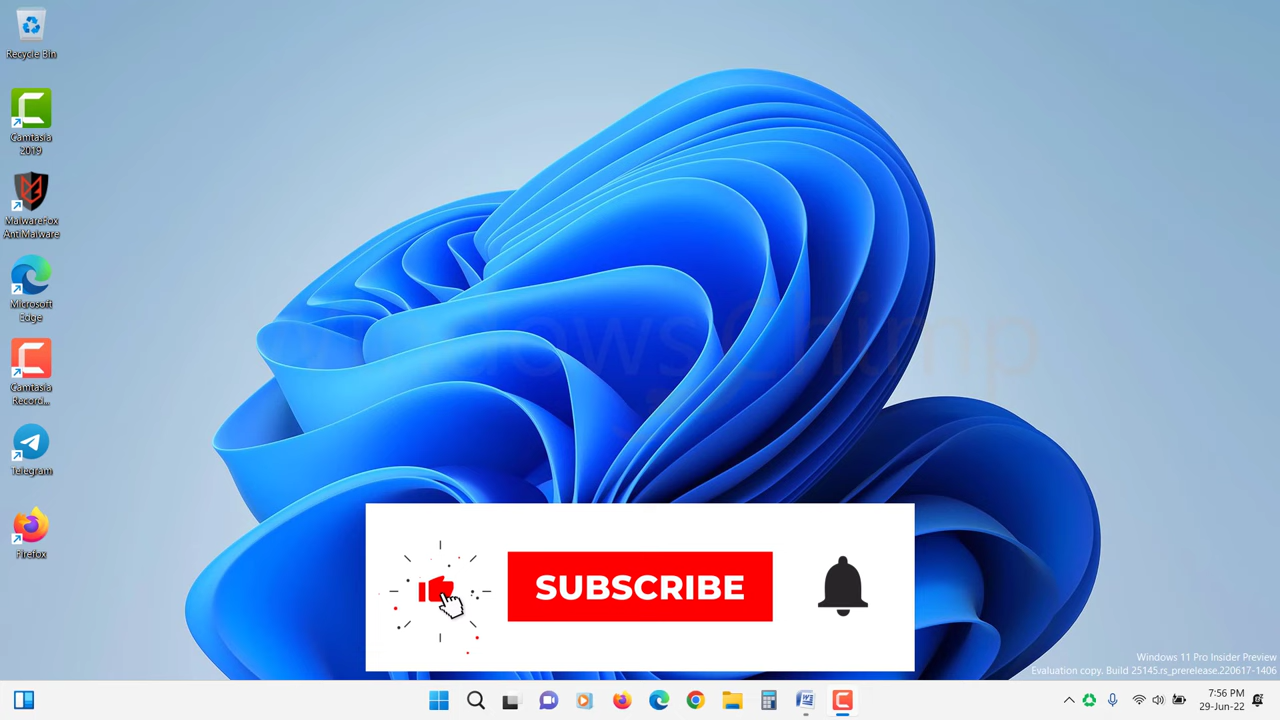 Recycle Bin
Camtasia
2019
MalwareFox
AntiMalware
Microsoft
Edge
Camtasia
Record...
Telegram
Firefox
WindowsChimp
SUBSCRIBE
Windows 11 Pro Insider Preview
Evaluation copy. Build 25145.rs_prerelease.220617-1406
7:56 PM
29-Jun-22